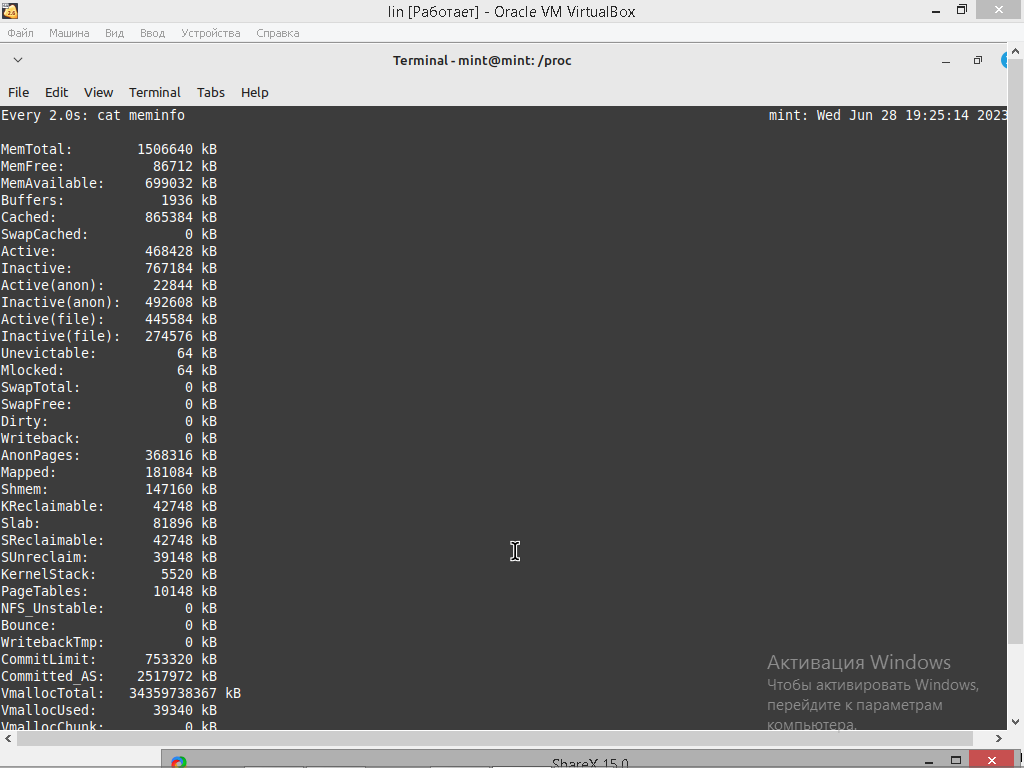 lin [Работает] - Oracle VM VirtualBox
Файл Машина Вид Ввод Устройства Справка
Terminal - mint@mint: /proc
File Edit View Terminal Tabs Help
Every 2.0s: cat meminfo mint: Wed Jun 28 19:25:14 2023
MemTotal: 1506640 kB
MemFree: 86712 kB
MemAvailable: 699032 kB
Buffers: 1936 kB
Cached: 865384 kB
SwapCached: 0 kB
Active: 468428 kB
Inactive: 767184 kB
Active(anon): 22844 kB
Inactive(anon): 492608 kB
Active(file): 445584 kB
Inactive(file): 274576 kB
Unevictable: 64 kB
Mlocked: 64 kB
SwapTotal: 0 kB
SwapFree: 0 kB
Dirty: 0 kB
Writeback: 0 kB
AnonPages: 368316 kB
Mapped: 181084 kB
Shmem: 147160 kB
KReclaimable: 42748 kB
Slab: 81896 kB
SReclaimable: 42748 kB
SUnreclaim: 39148 kB
KernelStack: 5520 kB
PageTables: 10148 kB
NFS_Unstable: 0 kB
Bounce: 0 kB
WritebackTmp: 0 kB
CommitLimit: 753320 kB
Committed_AS: 2517972 kB
VmallocTotal: 34359738367 kB
VmallocUsed: 39340 kB
VmallocChunk: 0 kB
Активация Windows
Чтобы активировать Windows,
перейдите к параметрам
компьютера.
ShareX 15.0